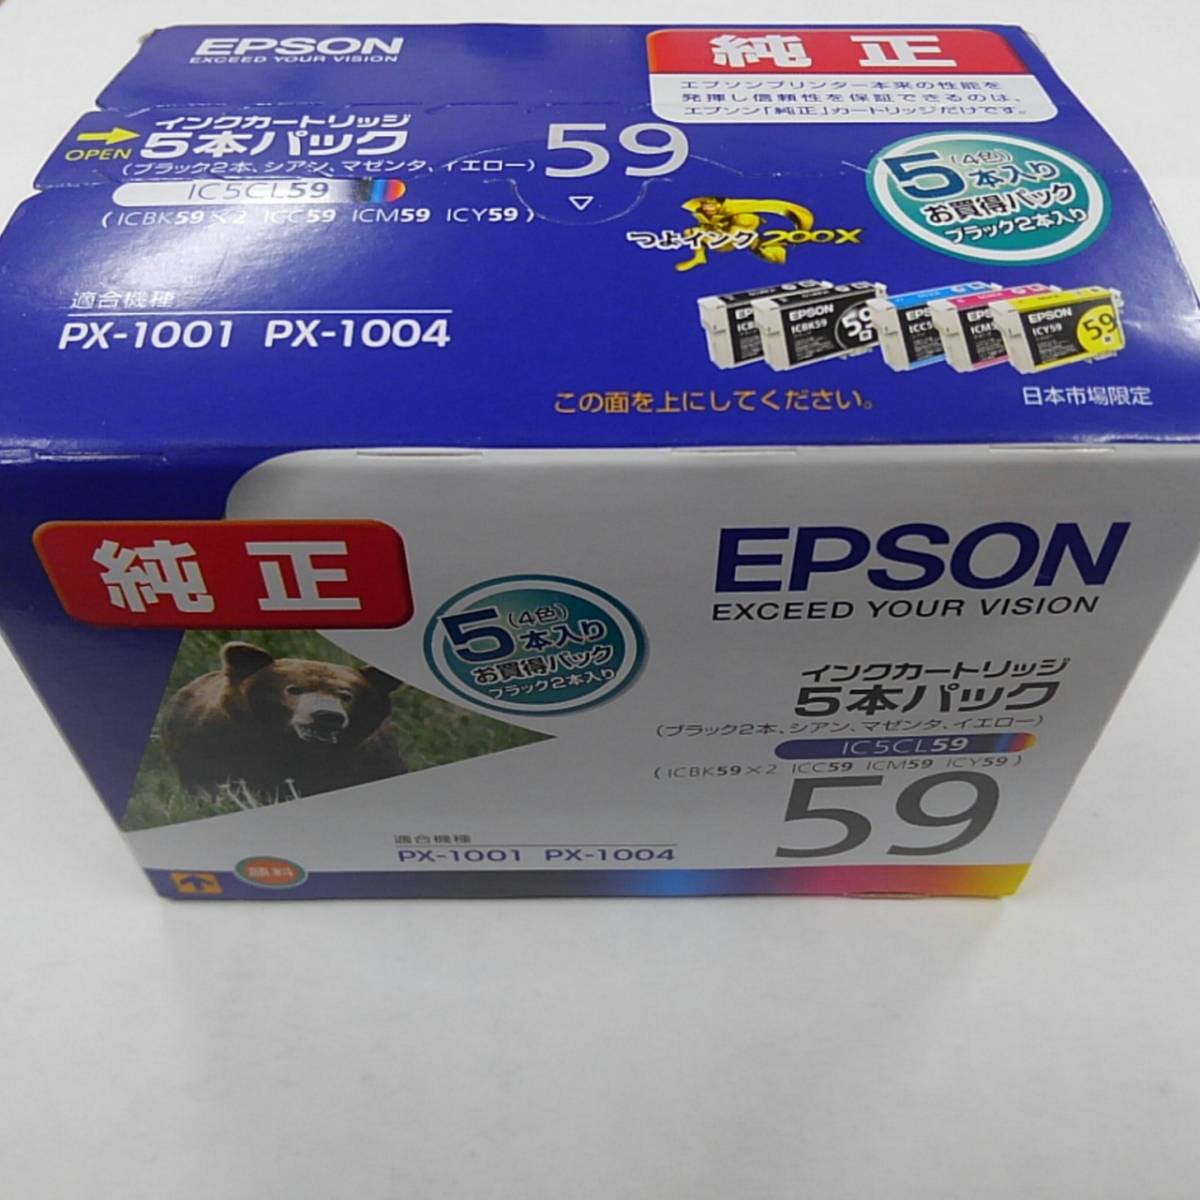 EPSON
EXCEED YOUR VISION
純正
エプソンプリンター本来の性能を
発揮し信頼性を保証できるのは、
エプソン「純正」カートリッジだけです。
OPEN
インクカートリッジ
5本パック
(ブラック2本、シアン、マゼンタ、イエロー)
59
IC5CL59
(ICBK59×2 ICC59 ICM59 ICY59)
5(4色)
本入り
お買得パック
ブラック2本入り
つよインク200X
適合機種
PX-1001 PX-1004
EPSON
ICBK59
59
EPSON
ICY59
59
この面を上にしてください。
日本市場限定
純正
5(4色)
本入り
お買得パック
ブラック2本入り
EPSON
EXCEED YOUR VISION
インクカートリッジ
5本パック
(ブラック2本、シアン、マゼンタ、イエロー)
IC5CL59
(ICBK59×2 ICC59 ICM59 ICY59)
59
適合機種
PX-1001 PX-1004
顔料